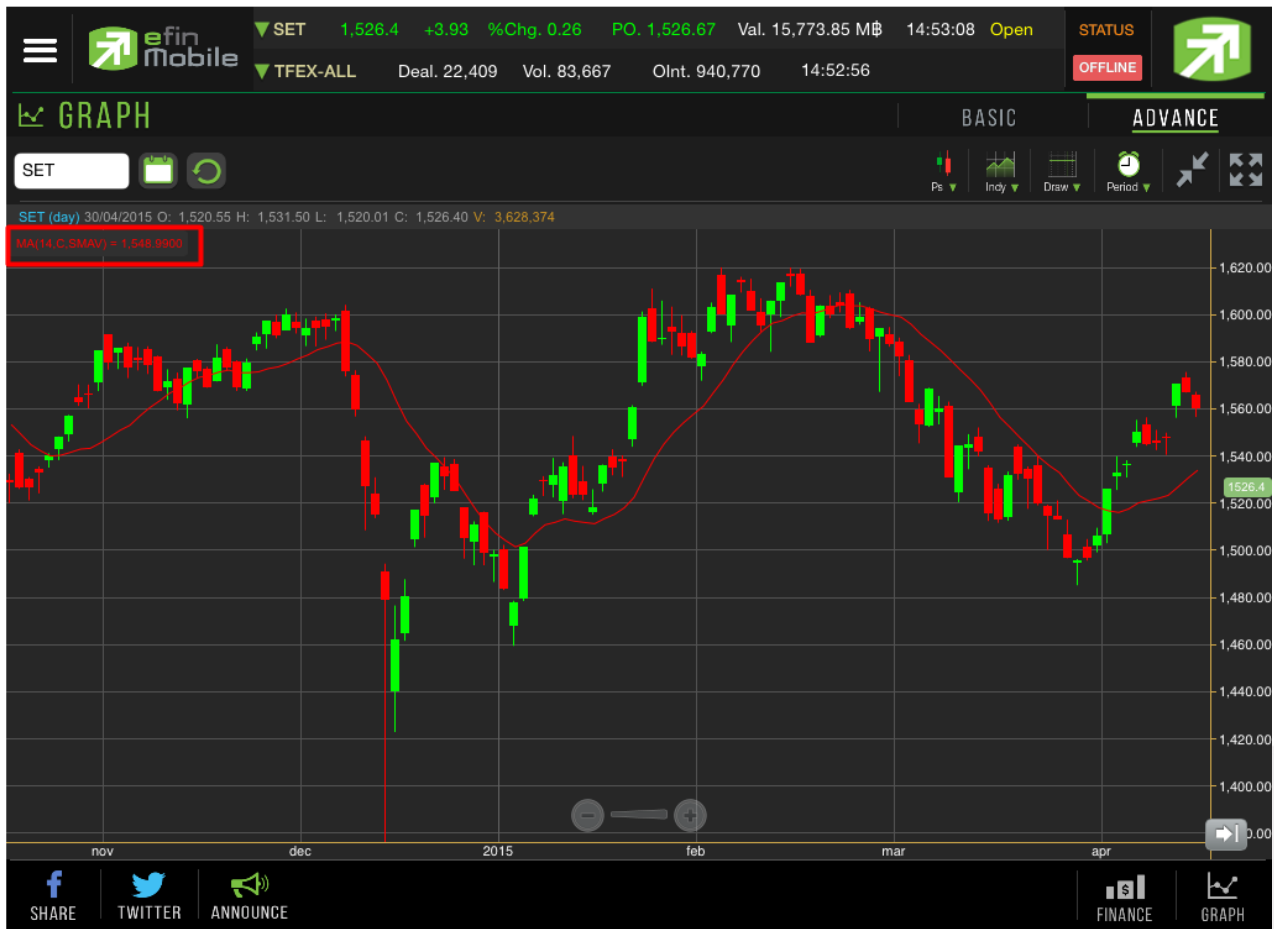 efin Mobile
▼ SET 1,526.4 +3.93 %Chg. 0.26 PO. 1,526.67 Val. 15,773.85 M฿ 14:53:08 Open
▼ TFEX-ALL Deal. 22,409 Vol. 83,667 OInt. 940,770 14:52:56
STATUS
OFFLINE
GRAPH BASIC ADVANCE
SET
Ps ▼ Indy ▼ Draw ▼ Period ▼
SET (day) 30/04/2015 O: 1,520.55 H: 1,531.50 L: 1,520.01 C: 1,526.40 V: 3,628,374
MA(14,C,SMAV) = 1,548.9900
1,620.00
1,600.00
1,580.00
1,560.00
1,540.00
1526.4
1,520.00
1,500.00
1,480.00
1,460.00
1,440.00
1,420.00
1,400.00
nov dec 2015 feb mar apr
SHARE TWITTER ANNOUNCE FINANCE GRAPH